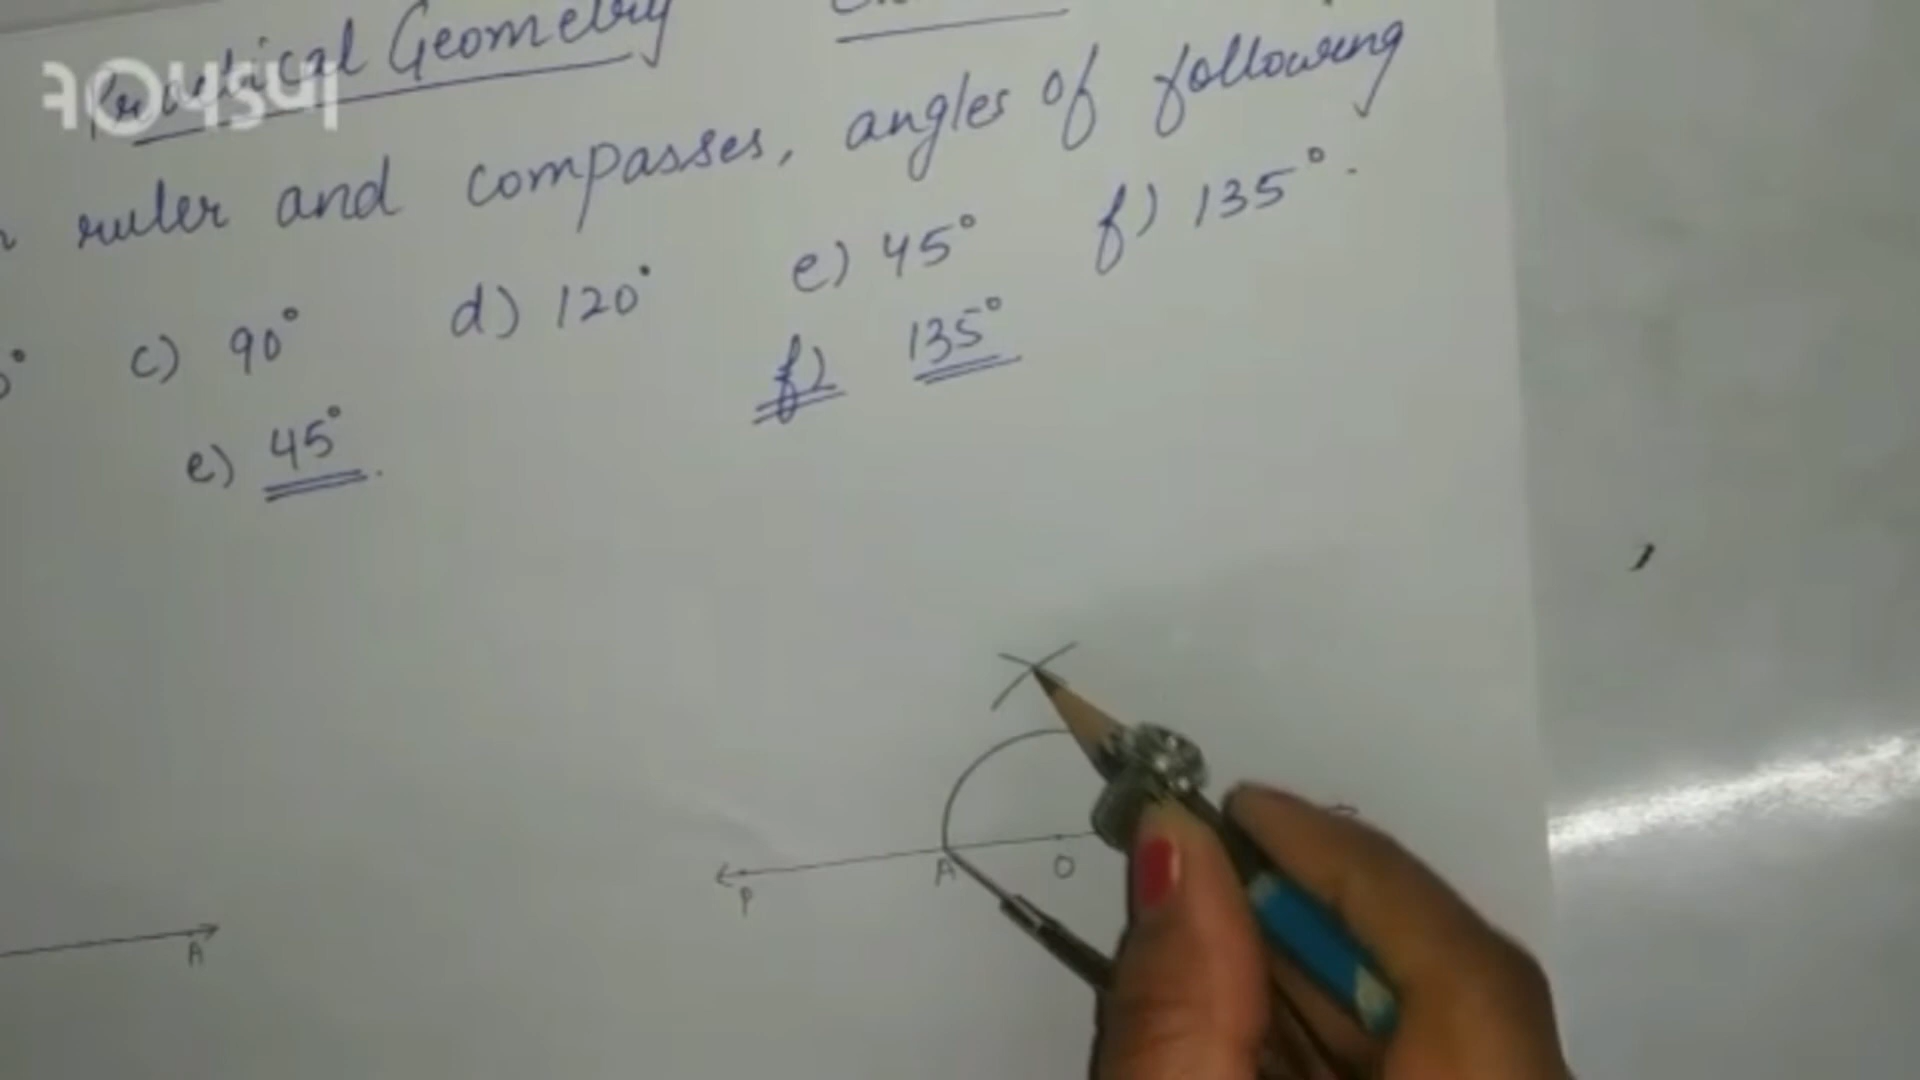 Practical Geometry
ruler and compasses, angles of following
c) 90° d) 120° e) 45° f) 135°.
e) 45°. f) 135°
P A O
A